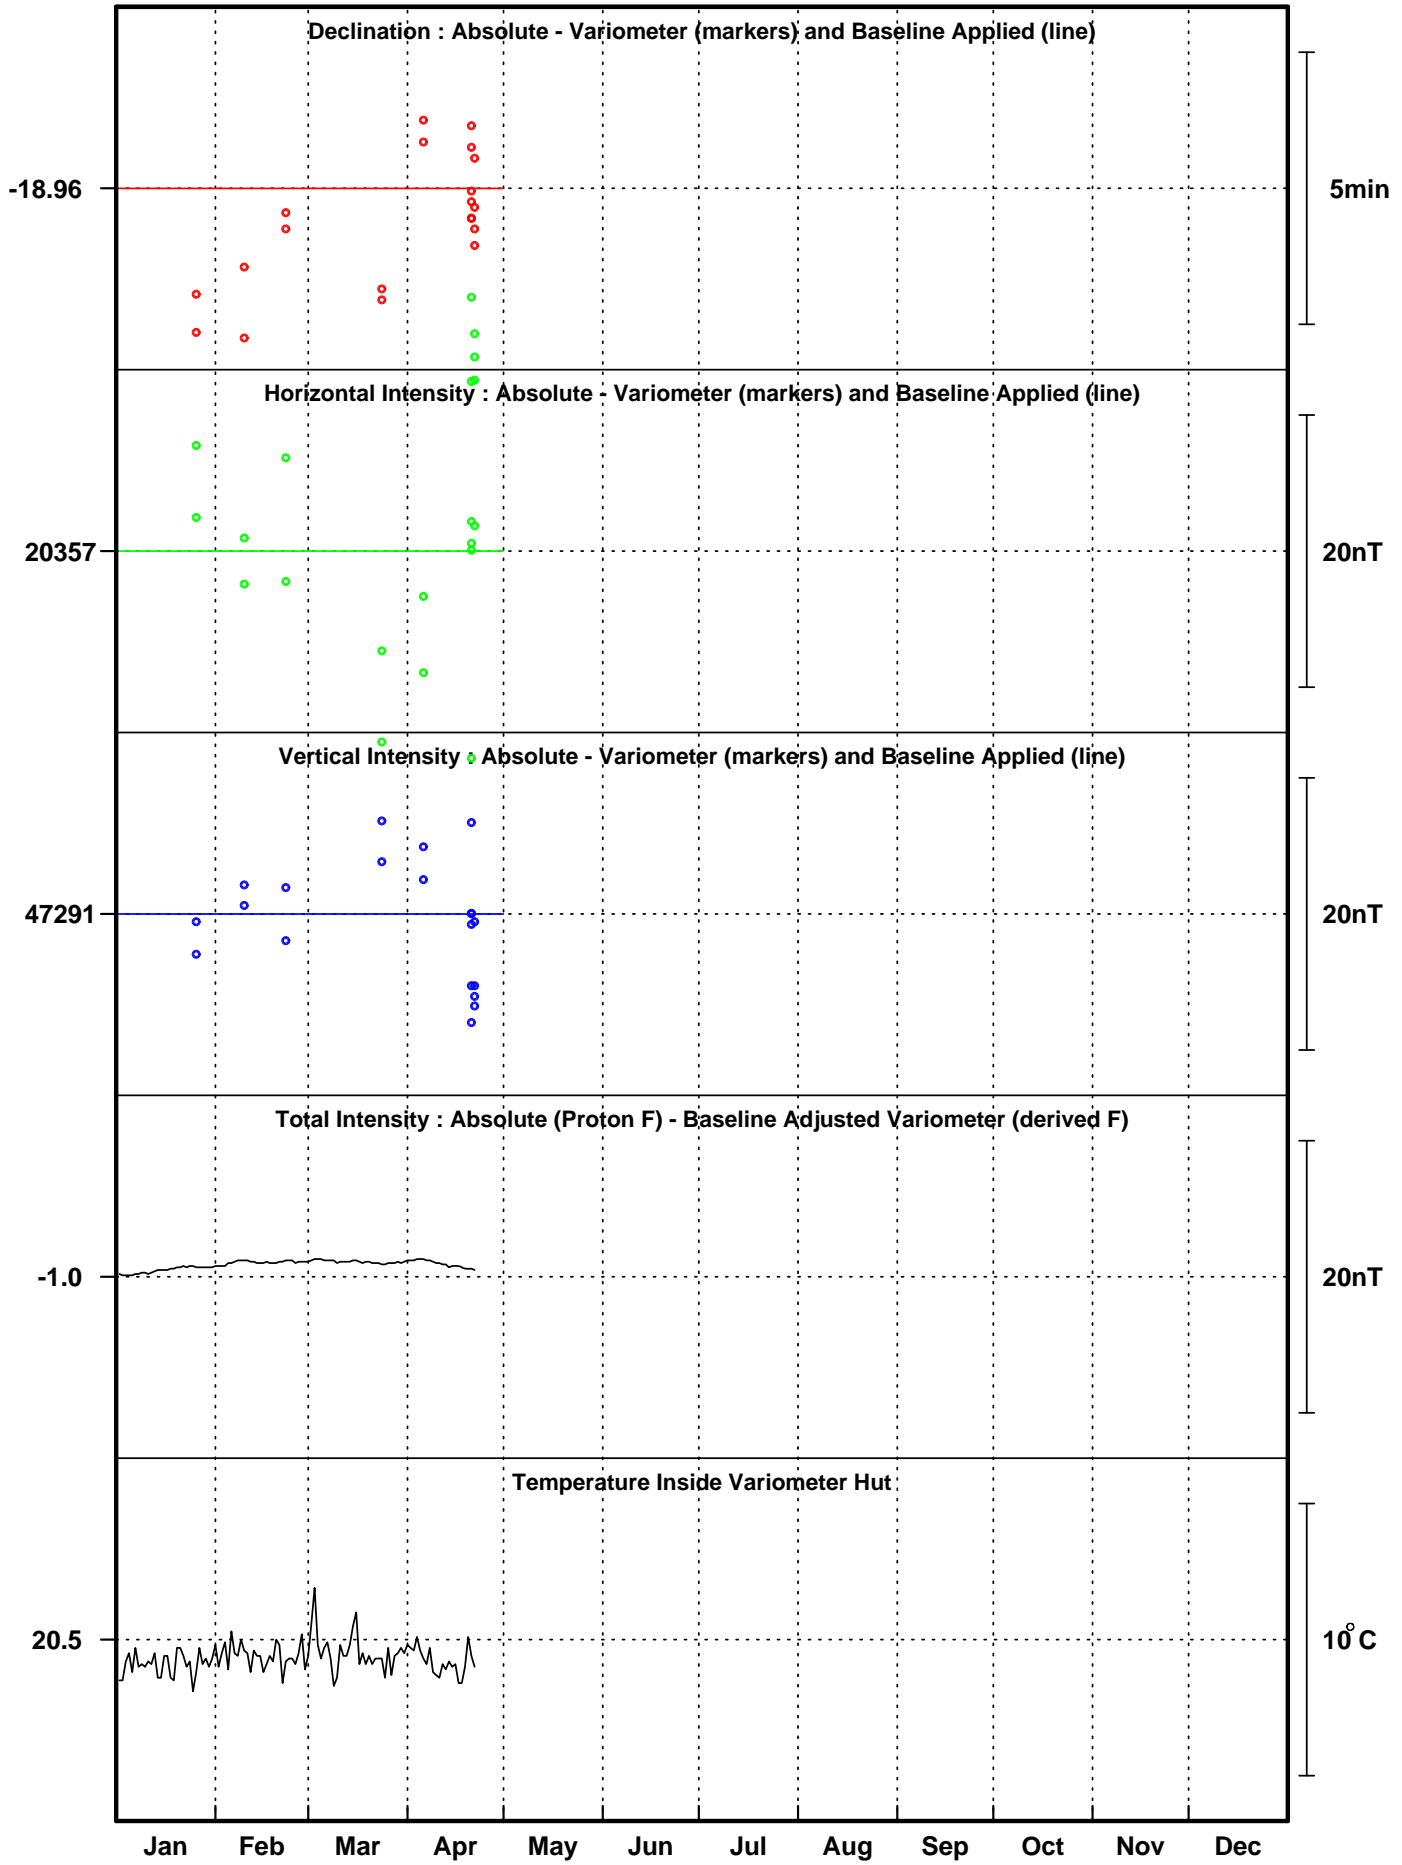 Declination : Absolute - Variometer (markers) and Baseline Applied (line)
-18.96
5min
Horizontal Intensity : Absolute - Variometer (markers) and Baseline Applied (line)
20357
20nT
Vertical Intensity : Absolute - Variometer (markers) and Baseline Applied (line)
47291
20nT
Total Intensity : Absolute (Proton F) - Baseline Adjusted Variometer (derived F)
-1.0
20nT
Temperature Inside Variometer Hut
20.5
10°C
Jan Feb Mar Apr May Jun Jul Aug Sep Oct Nov Dec